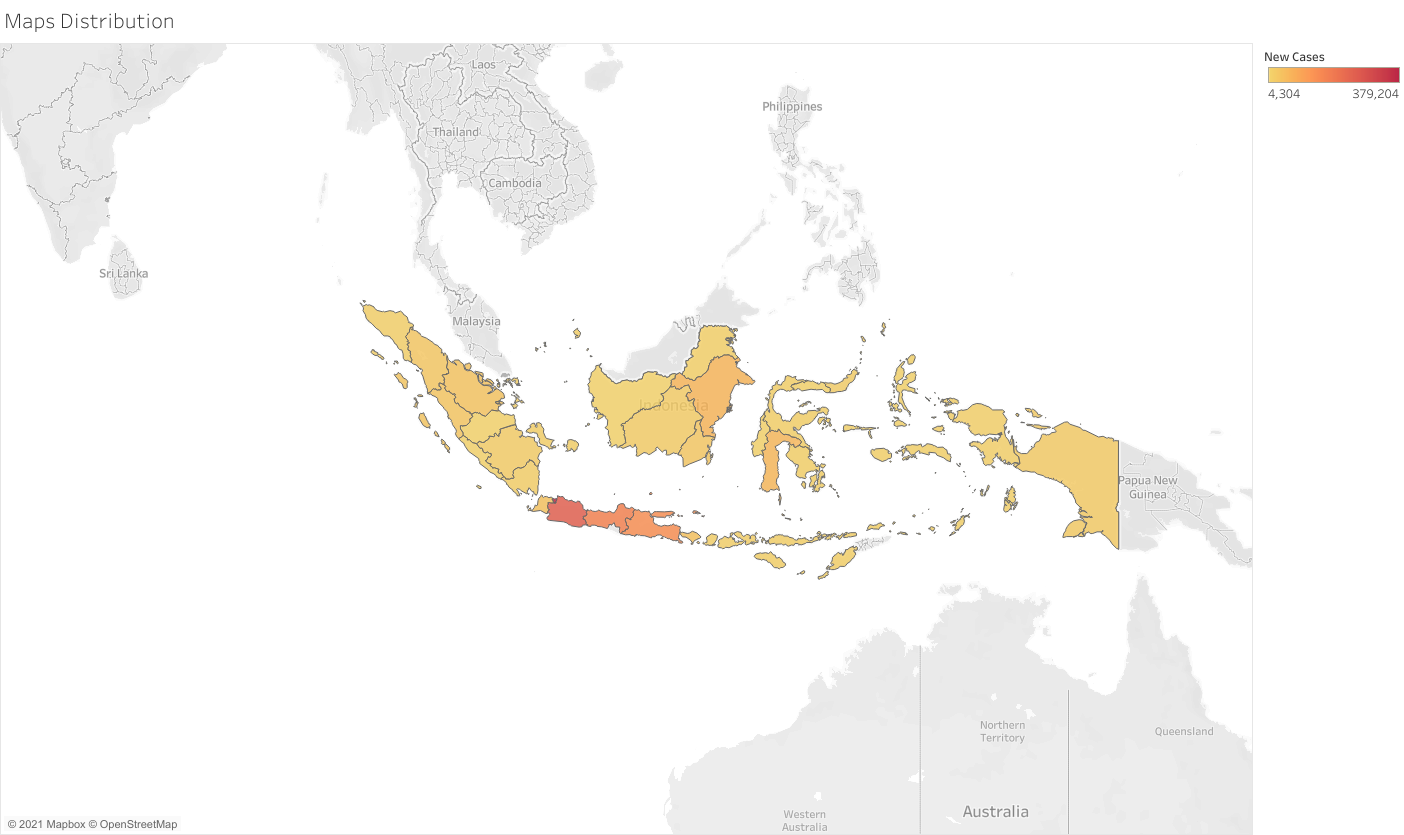 Maps Distribution
New Cases
4,304 379,204
Laos
Philippines
Thailand
Cambodia
Sri Lanka
Malaysia
Indonesia
Papua New
Guinea
Northern
Territory
Queensland
Western
Australia
Australia
© 2021 Mapbox © OpenStreetMap